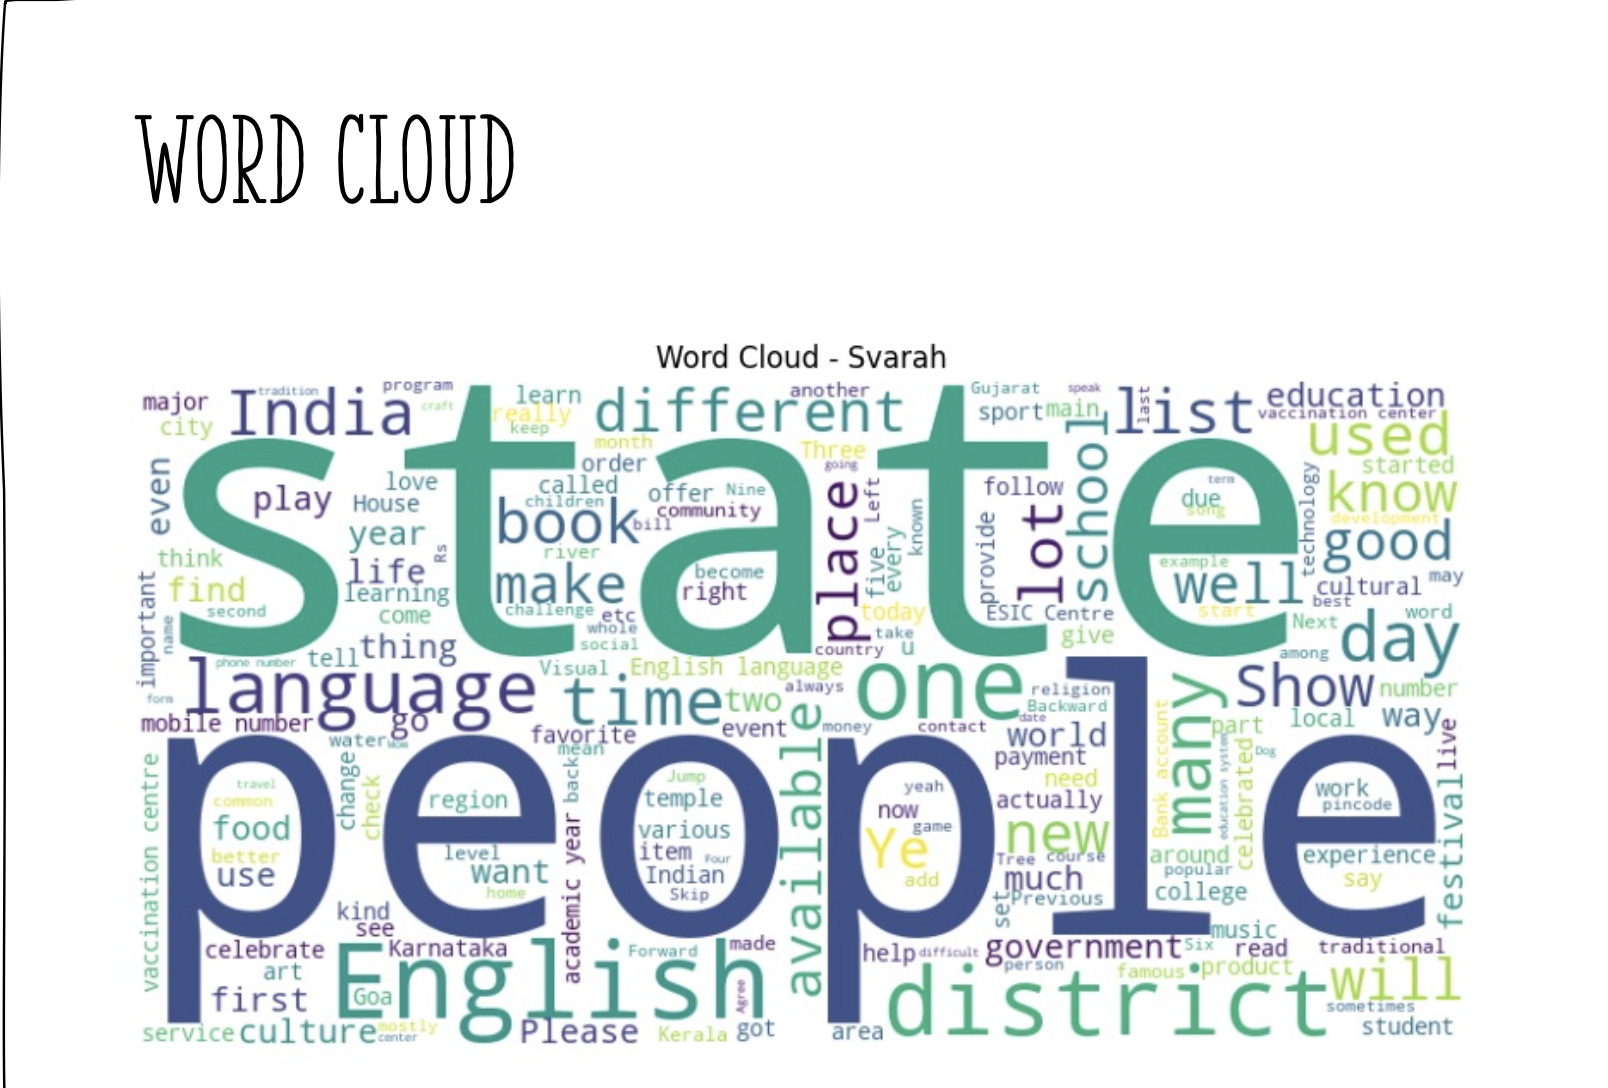 WORD CLOUD
Word Cloud - Svarah
major
India
tradition
program
learn
different
another
Gujarat
speak
last
list
education
city
craft
really
keep
sport
main
vaccination center
used
state
month
order
Three
going
school
started
even
love
play
House
called
children
offer
Nine
community
Left
follow
due
song
term
technology
know
development
book
bill
place
known
provide
lot
good
year
Rs
river
think
life
find
learning
make
become
right
five
every
example
well
cultural
may
best
important
second
come
challenge
etc
whole
social
today
take
u
ESIC Centre
give
start
Next
word
name
thing
country
among
day
phone number
tell
Visual
English language
language
time
two
always
one
religion
Backward
date
many
Show
number
form
mobile number
go
favorite
event
money
contact
part
local
way
water
Mom
mean
world
people
payment
Bank account
education system
Dog
live
vaccination centre
travel
common
change
check
region
back
Jump
temple
available
yeah
now
game
need
actually
celebrated
work
pincode
festival
food
better
use
level
want
home
academic year
various
item
Four
Indian
Skip
Ye
add
new
Tree
course
much
Previous
set
around
popular
college
experience
say
kind
see
music
celebrate
Karnataka
Forward
made
help
difficult
government
Six
read
traditional
art
English
person
famous
product
will
first
Goa
Agree
district
sometimes
service
culture
mostly
center
Please
Kerala
got
area
student